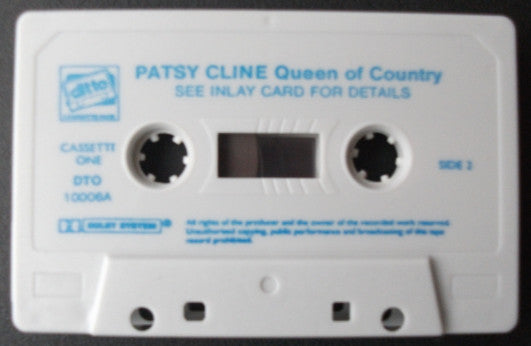 PATSY CLINE Queen of Country
SEE INLAY CARD FOR DETAILS
ditto
CASSETTE
ONE
DTO
10006A
SIDE 2
DOLBY SYSTEM ®
All rights of the producer and the owner of the recorded work reserved.
Unauthorised copying, public performance and broadcasting of this tape
record prohibited.